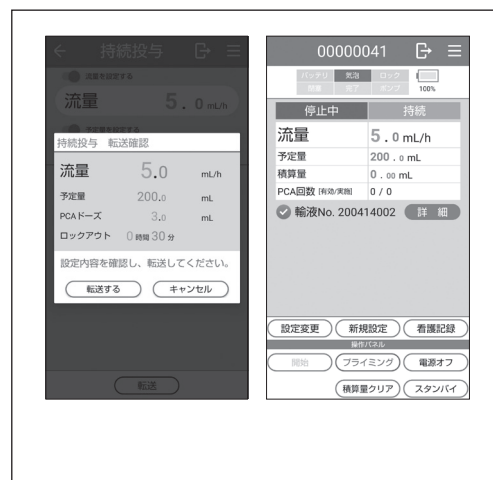 持続投与
流量を設定する
流量 5.0 mL/h
予定量を設定する
持続投与 転送確認
流量 5.0 mL/h
予定量 200.0 mL
PCAドーズ 3.0 mL
ロックアウト 0 時間 30 分
設定内容を確認し、転送してください。
転送する キャンセル
転送
00000041
バッテリ 気泡 ロック
閉塞 完了 ポンプ 100%
停止中 持続
流量 5.0 mL/h
予定量 200.0 mL
積算量 0.00 mL
PCA回数 [有効/実施] 0 / 0
輸液No. 200414002 詳 細
設定変更 新規設定 看護記録
操作パネル
開始 プライミング 電源オフ
積算量クリア スタンバイ